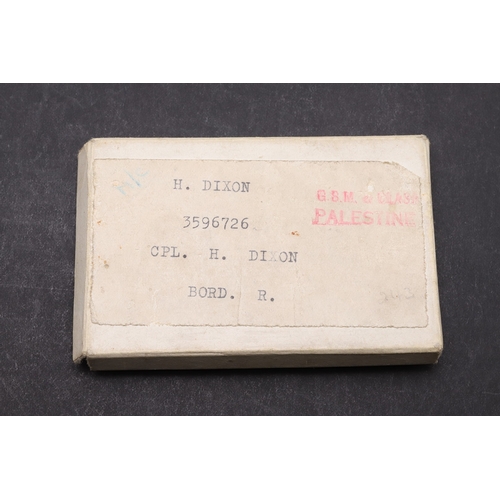 H. DIXON
3596726
CPL. H. DIXON
BORD. R.
G.S.M. & CLASP
PALESTINE